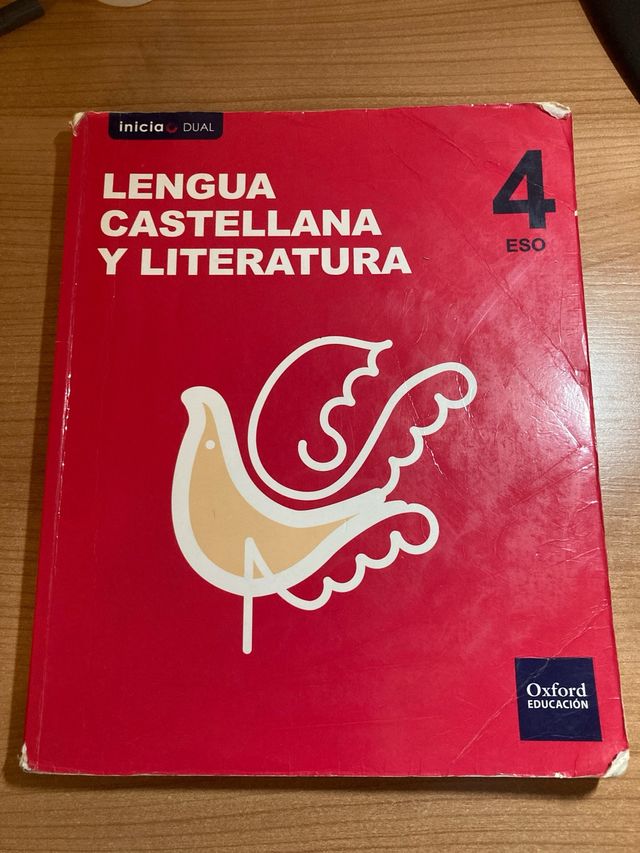 inicia DUAL
LENGUA
CASTELLANA
Y LITERATURA
4
ESO
Oxford
EDUCACIÓN